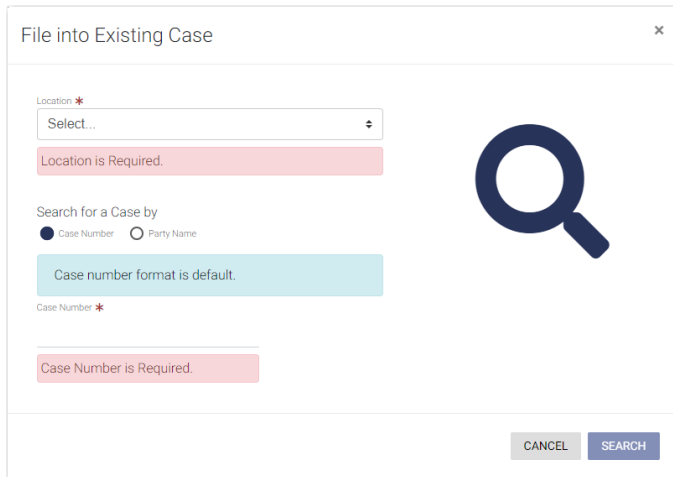 File into Existing Case
×
Location *
Select...
Location is Required.
Search for a Case by
Case Number Party Name
Case number format is default.
Case Number *
Case Number is Required.
CANCEL SEARCH